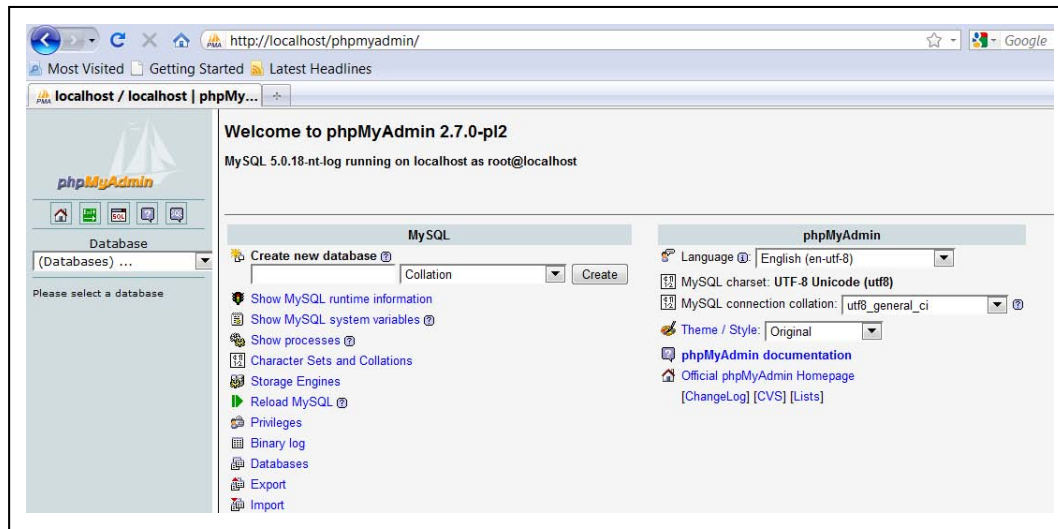 http://localhost/phpmyadmin/
Google
Most Visited Getting Started Latest Headlines
localhost / localhost | phpMy...
phpMyAdmin
Database
(Databases) ...
Please select a database
Welcome to phpMyAdmin 2.7.0-pl2
MySQL 5.0.18-nt-log running on localhost as root@localhost
MySQL
Create new database
Collation Create
Show MySQL runtime information
Show MySQL system variables
Show processes
Character Sets and Collations
Storage Engines
Reload MySQL
Privileges
Binary log
Databases
Export
Import
phpMyAdmin
Language: English (en-utf-8)
MySQL charset: UTF-8 Unicode (utf8)
MySQL connection collation: utf8_general_ci
Theme / Style: Original
phpMyAdmin documentation
Official phpMyAdmin Homepage
[ChangeLog] [CVS] [Lists]